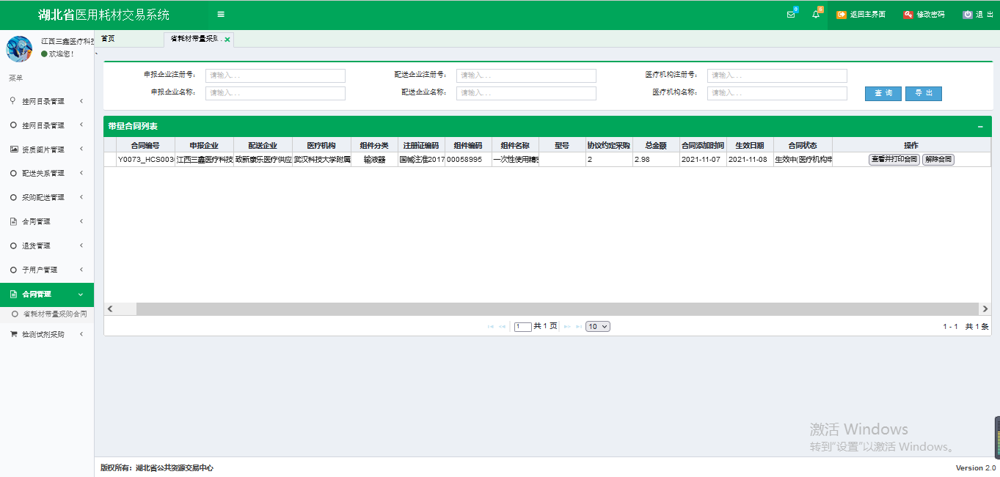 湖北省医用耗材交易系统
返回主界面
修改密码
退 出
江西三鑫医疗科技
欢迎您!
首页
省耗材带量采购.
菜单
挂网目录管理
挂网目录管理
资质图片管理
配送关系管理
采购配送管理
合同管理
退货管理
子用户管理
合同管理
省耗材带量采购合同
检测试剂采购
申报企业注册号： 请输入... 配送企业注册号： 请输入... 医疗机构注册号： 请输入...
申报企业名称： 请输入... 配送企业名称： 请输入... 医疗机构名称： 请输入... 查 询 导 出
带量合同列表
合同编号 申报企业 配送企业 医疗机构 组件分类 注册证编码 组件编码 组件名称 型号 协议约定采购 总金额 合同添加时间 生效日期 合同状态 操作
Y0073_HCS003 江西三鑫医疗科技 致新康乐医疗供应 武汉科技大学附属 输液器 国械注准2017 00058995 一次性使用精密 2 2.98 2021-11-07 2021-11-08 生效中(医疗机构申 查看并打印合同 解除合同
1 共 1 页 10 1 - 1 共 1 条
激活 Windows
转到"设置"以激活 Windows。
版权所有：湖北省公共资源交易中心 Version 2.0